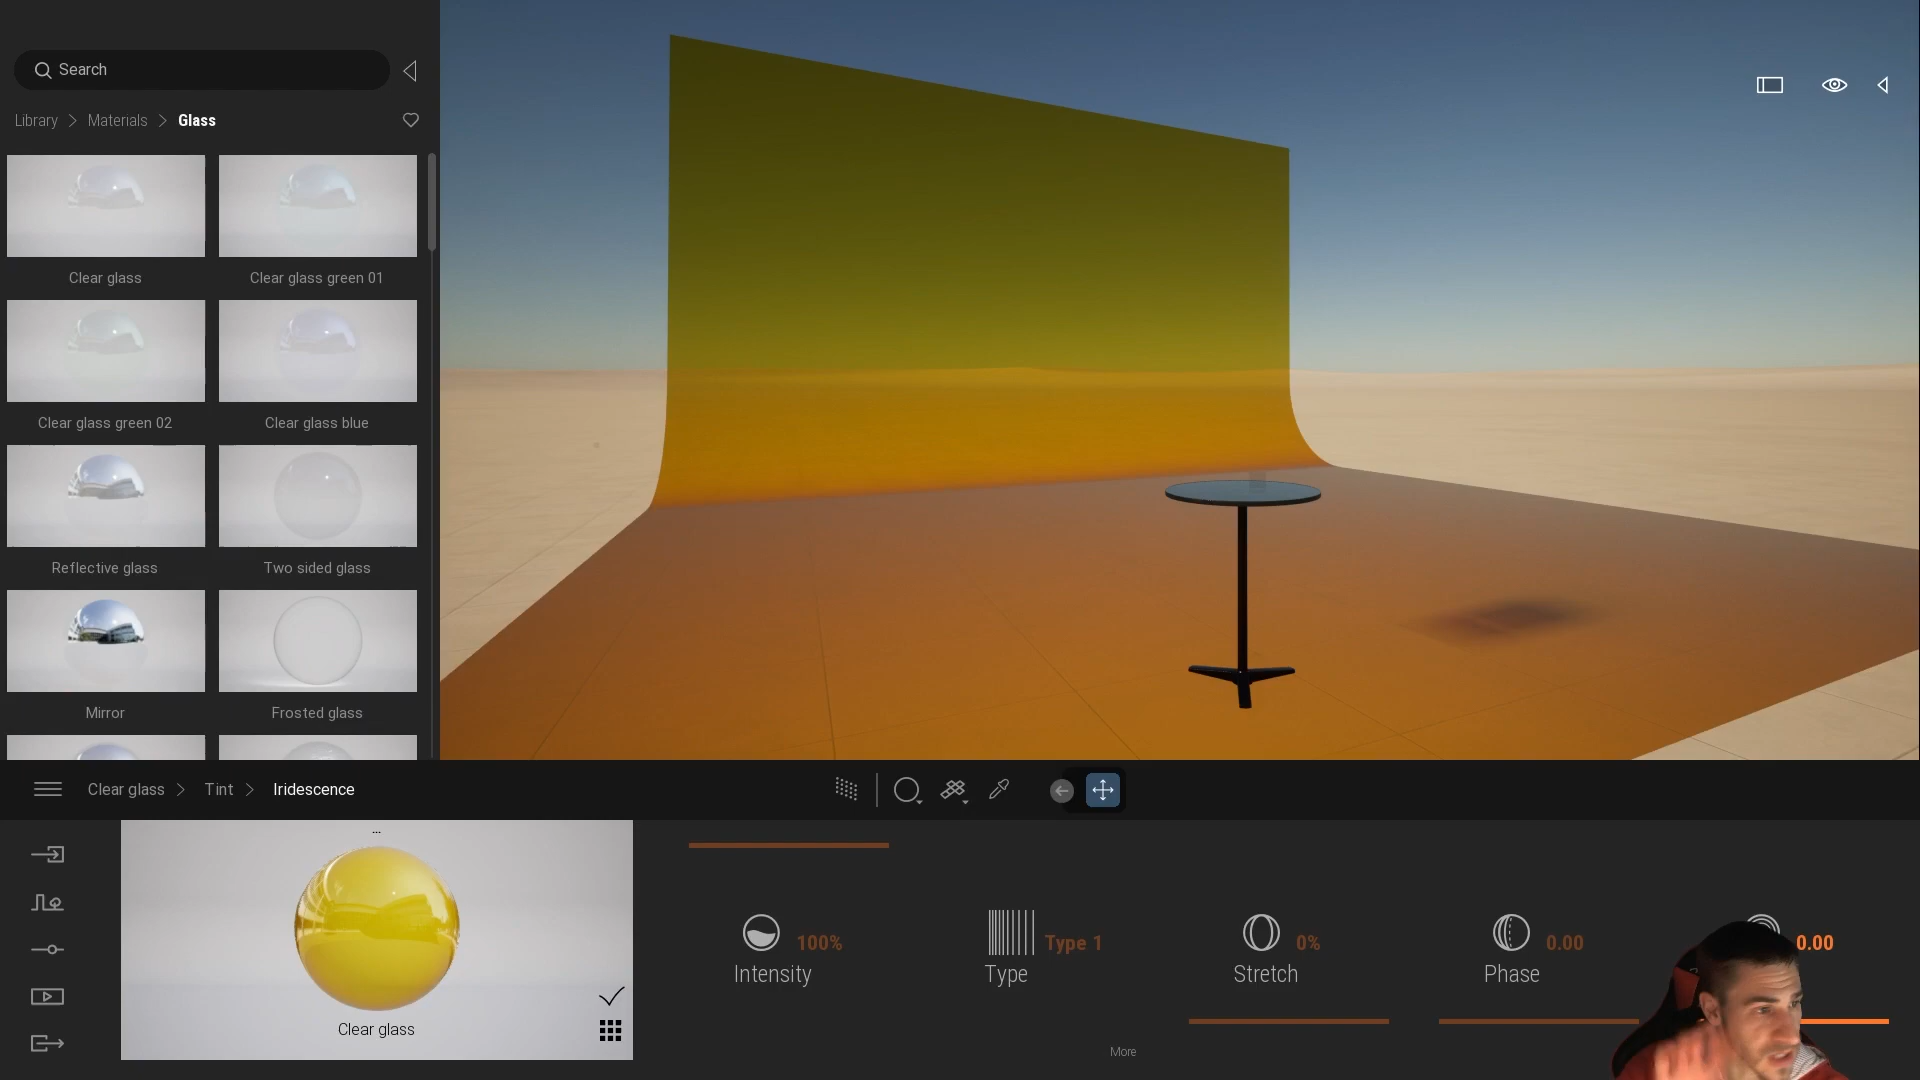 Search
Library Materials Glass
Clear glass
Clear glass green 01
Clear glass green 02
Clear glass blue
Reflective glass
Two sided glass
Mirror
Frosted glass
Clear glass Tint Iridescence
...
Clear glass
100%
Intensity
Type 1
Type
0%
Stretch
0.00
Phase
0.00
More